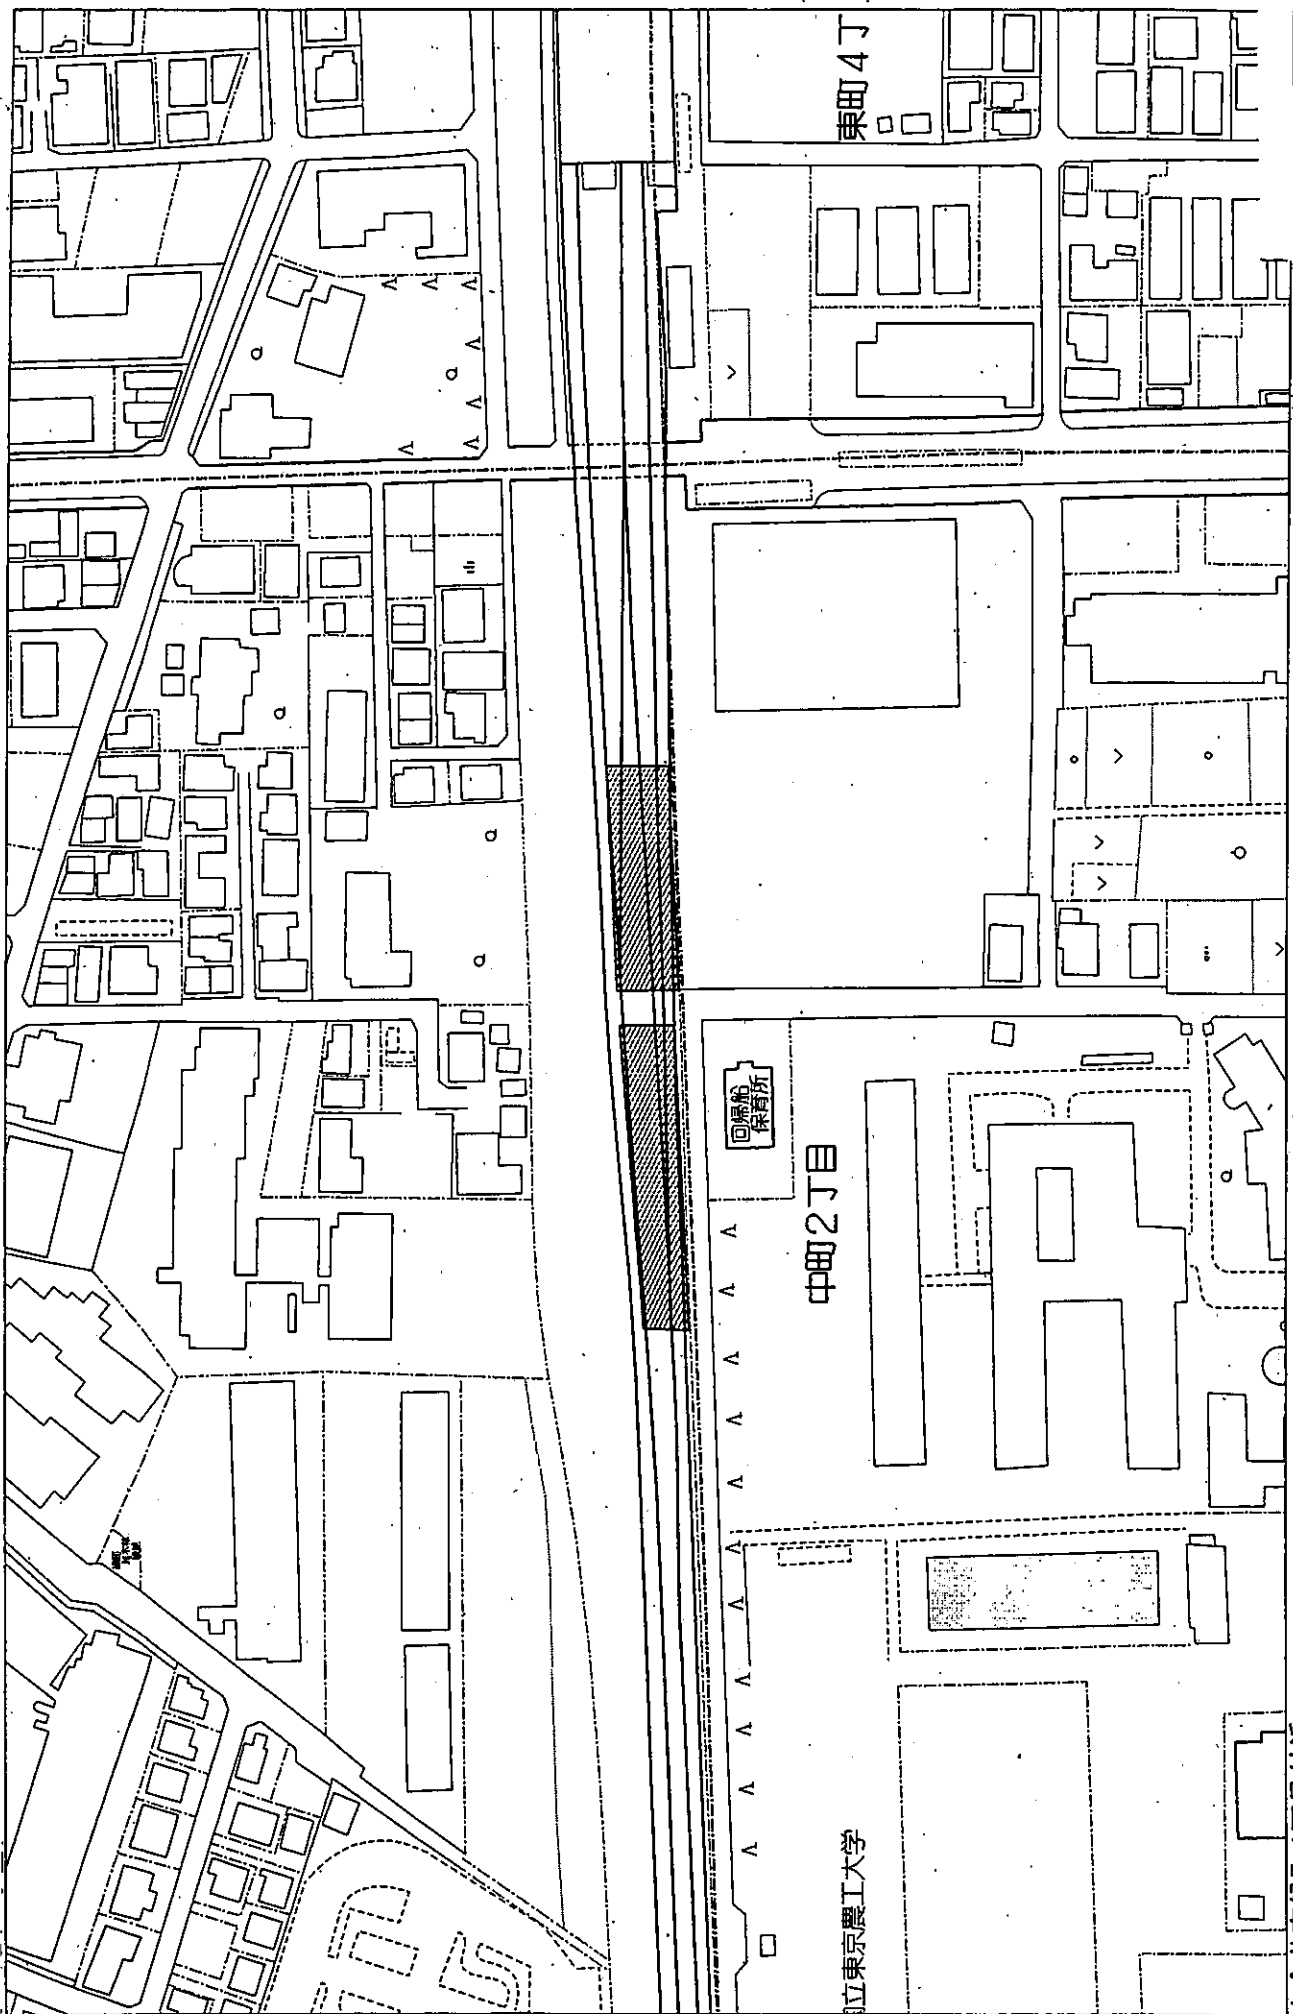 東町4丁
回帰船
保育所
中町2丁目
国立東京農工大学